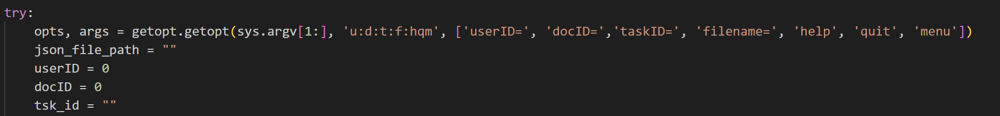 try:
    opts, args = getopt.getopt(sys.argv[1:], 'u:d:t:f:hqm', ['userID=', 'docID=','taskID=', 'filename=', 'help', 'quit', 'menu'])
    json_file_path = ""
    userID = 0
    docID = 0
    tsk_id = ""